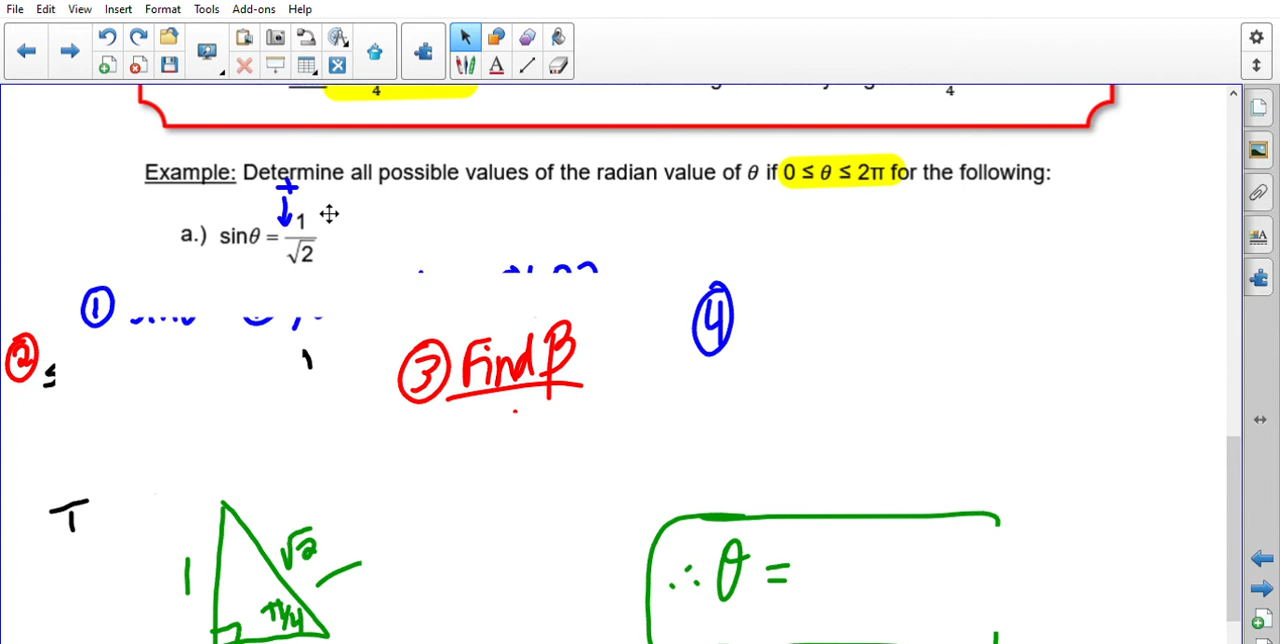 File Edit View Insert Format Tools Add-ons Help
4 4
Example: Determine all possible values of the radian value of θ if 0 ≤ θ ≤ 2π for the following:
+
a.) sinθ = 1/√2
①
②
③ Find β
④
T
1 √2
π/4
∴ θ =